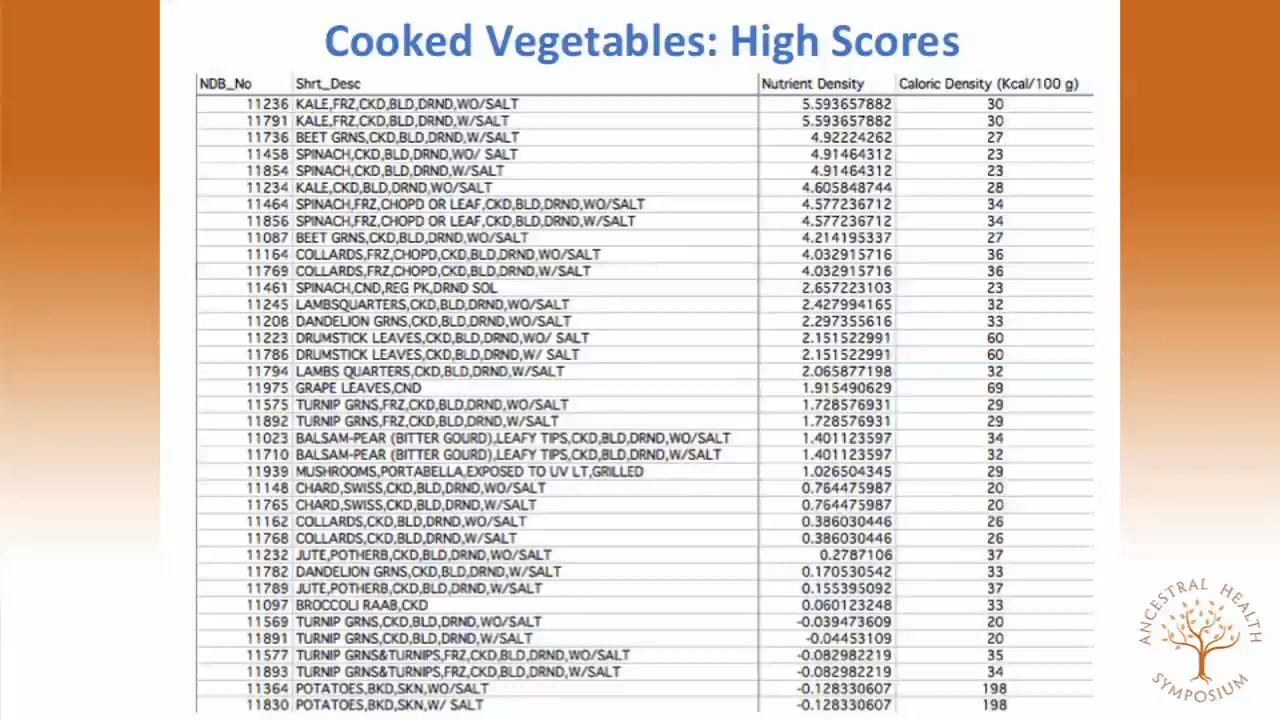 Cooked Vegetables: High Scores
NDB_No Shrt_Desc Nutrient Density Caloric Density (Kcal/100 g)
11236 KALE,FRZ,CKD,BLD,DRND,WO/SALT 5.593657882 30
11791 KALE,FRZ,CKD,BLD,DRND,W/SALT 5.593657882 30
11736 BEET GRNS,CKD,BLD,DRND,W/SALT 4.92224262 27
11458 SPINACH,CKD,BLD,DRND,WO/ SALT 4.91464312 23
11854 SPINACH,CKD,BLD,DRND,W/SALT 4.91464312 23
11234 KALE,CKD,BLD,DRND,WO/SALT 4.605848744 28
11464 SPINACH,FRZ,CHOPD OR LEAF,CKD,BLD,DRND,WO/SALT 4.577236712 34
11856 SPINACH,FRZ,CHOPD OR LEAF,CKD,BLD,DRND,W/SALT 4.577236712 34
11087 BEET GRNS,CKD,BLD,DRND,WO/SALT 4.214195337 27
11164 COLLARDS,FRZ,CHOPD,CKD,BLD,DRND,WO/SALT 4.032915716 36
11769 COLLARDS,FRZ,CHOPD,CKD,BLD,DRND,W/SALT 4.032915716 36
11461 SPINACH,CND,REG PK,DRND SOL 2.657223103 23
11245 LAMBSQUARTERS,CKD,BLD,DRND,WO/SALT 2.427994165 32
11208 DANDELION GRNS,CKD,BLD,DRND,WO/SALT 2.297355616 33
11223 DRUMSTICK LEAVES,CKD,BLD,DRND,WO/ SALT 2.151522991 60
11786 DRUMSTICK LEAVES,CKD,BLD,DRND,W/ SALT 2.151522991 60
11794 LAMBS QUARTERS,CKD,BLD,DRND,W/SALT 2.065877198 32
11975 GRAPE LEAVES,CND 1.915490629 69
11575 TURNIP GRNS,FRZ,CKD,BLD,DRND,WO/SALT 1.728576931 29
11892 TURNIP GRNS,FRZ,CKD,BLD,DRND,W/SALT 1.728576931 29
11023 BALSAM-PEAR (BITTER GOURD),LEAFY TIPS,CKD,BLD,DRND,WO/SALT 1.401123597 34
11710 BALSAM-PEAR (BITTER GOURD),LEAFY TIPS,CKD,BLD,DRND,W/SALT 1.401123597 32
11939 MUSHROOMS,PORTABELLA,EXPOSED TO UV LT,GRILLED 1.026504345 29
11148 CHARD,SWISS,CKD,BLD,DRND,WO/SALT 0.764475987 20
11765 CHARD,SWISS,CKD,BLD,DRND,W/SALT 0.764475987 20
11162 COLLARDS,CKD,BLD,DRND,WO/SALT 0.386030446 26
11768 COLLARDS,CKD,BLD,DRND,W/SALT 0.386030446 26
11232 JUTE,POTHERB,CKD,BLD,DRND,WO/SALT 0.2787106 37
11782 DANDELION GRNS,CKD,BLD,DRND,W/SALT 0.170530542 33
11789 JUTE,POTHERB,CKD,BLD,DRND,W/SALT 0.155395092 37
11097 BROCCOLI RAAB,CKD 0.060123248 33
11569 TURNIP GRNS,CKD,BLD,DRND,WO/SALT -0.039473609 20
11891 TURNIP GRNS,CKD,BLD,DRND,W/SALT -0.04453109 20
11577 TURNIP GRNS&TURNIPS,FRZ,CKD,BLD,DRND,WO/SALT -0.082982219 35
11893 TURNIP GRNS&TURNIPS,FRZ,CKD,BLD,DRND,W/SALT -0.082982219 34
11364 POTATOES,BKD,SKN,WO/SALT -0.128330607 198
11830 POTATOES,BKD,SKN,W/ SALT -0.128330607 198
ANCESTRAL HEALTH
SYMPOSIUM